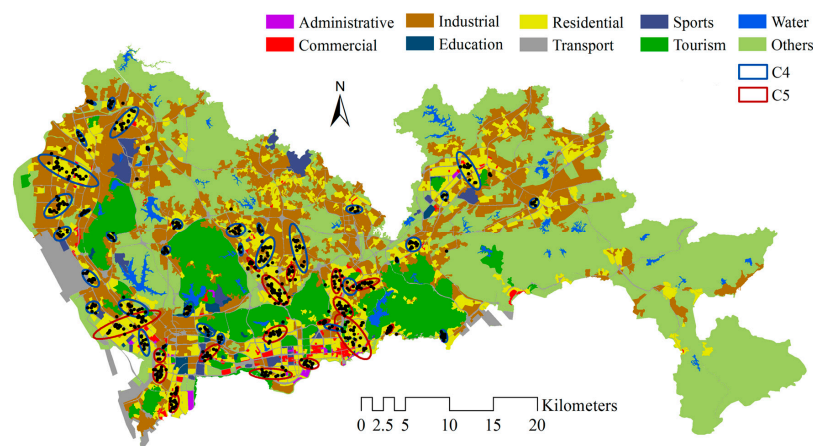 Administrative Industrial Residential Sports Water
Commercial Education Transport Tourism Others
C4
C5
N
Kilometers
0 2.5 5 10 15 20